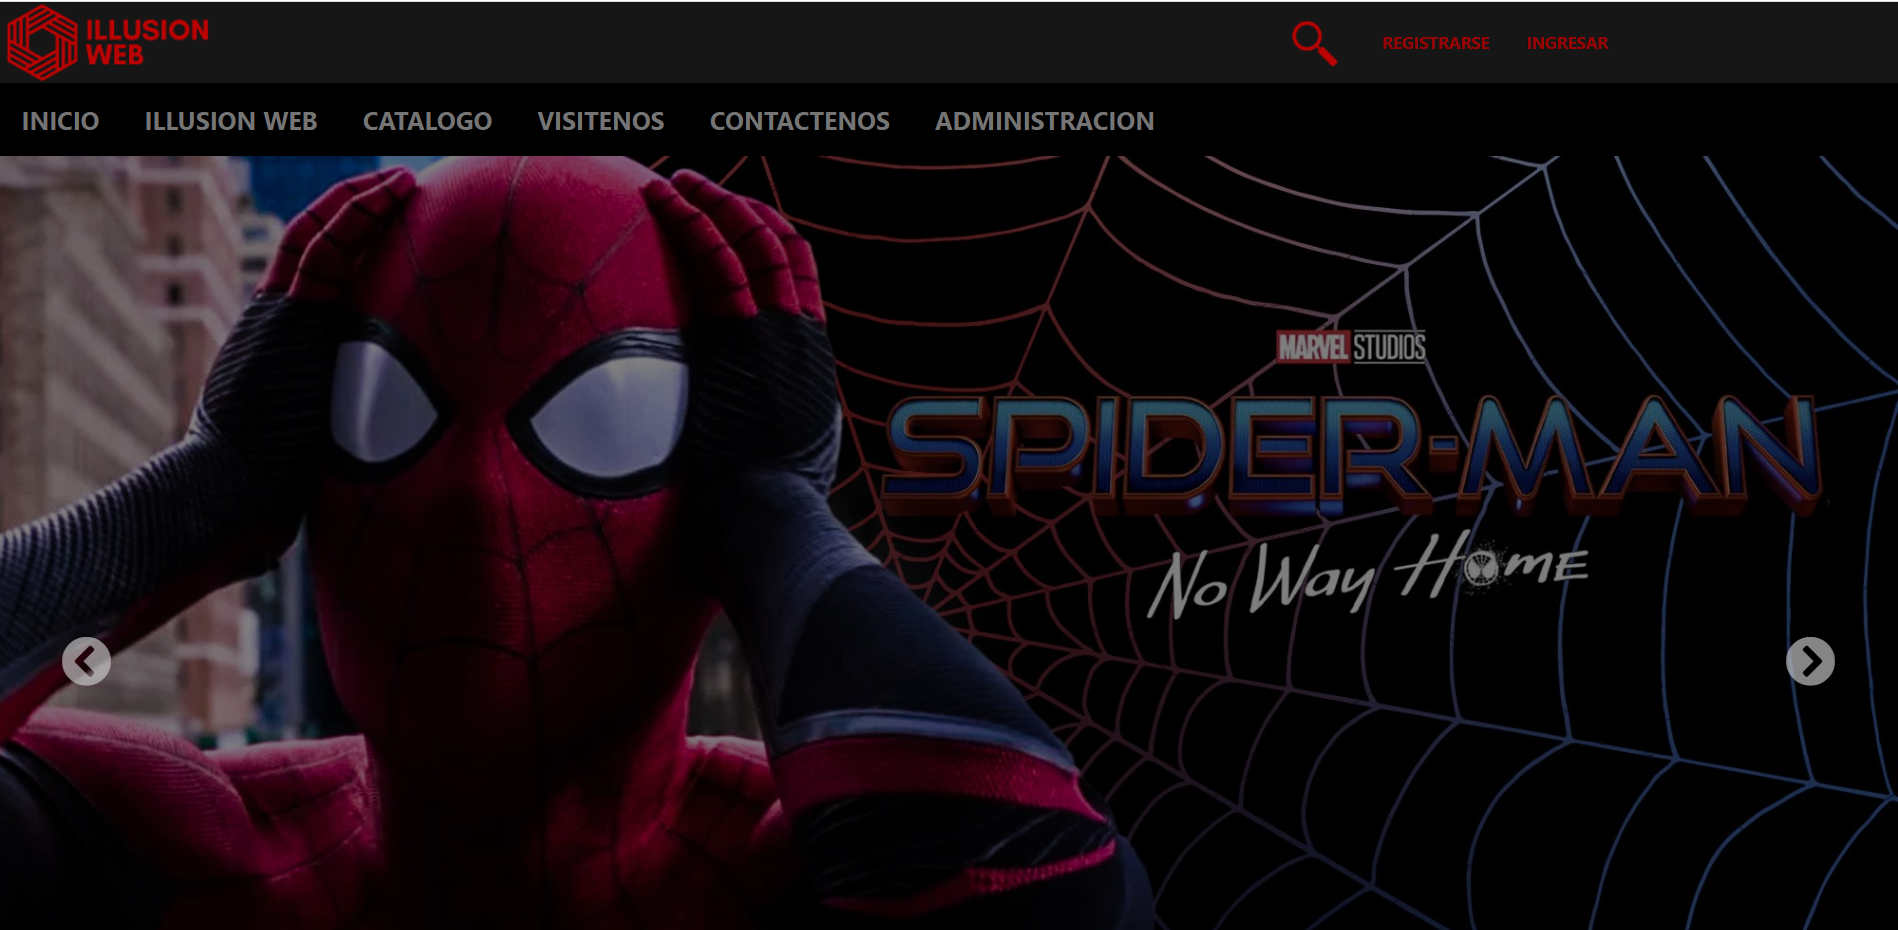 ILLUSION
WEB
REGISTRARSE INGRESAR
INICIO ILLUSION WEB CATALOGO VISITENOS CONTACTENOS ADMINISTRACION
MARVEL STUDIOS
SPIDER-MAN
No Way Home